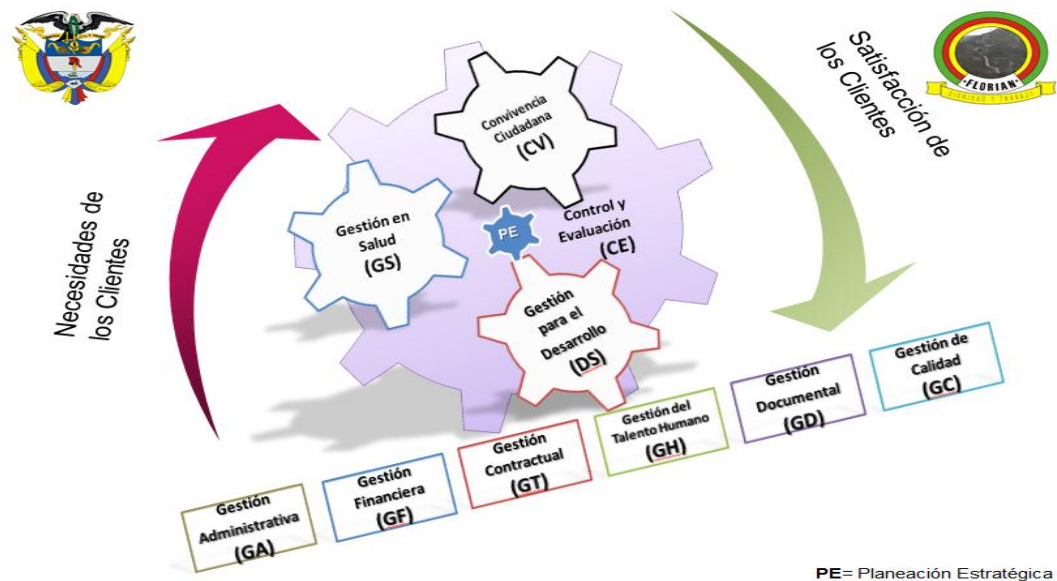 Necesidades de
los Clientes
Satisfacción de
los Clientes
FLORIAN
Convivencia
Ciudadana
(CV)
Gestión en
Salud
(GS)
PE
Control y
Evaluación
(CE)
Gestión
para el
Desarrollo
(DS)
Gestión
Administrativa
(GA)
Gestión
Financiera
(GF)
Gestión
Contractual
(GT)
Gestión del
Talento Humano
(GH)
Gestión
Documental
(GD)
Gestión de
Calidad
(GC)
PE= Planeación Estratégica